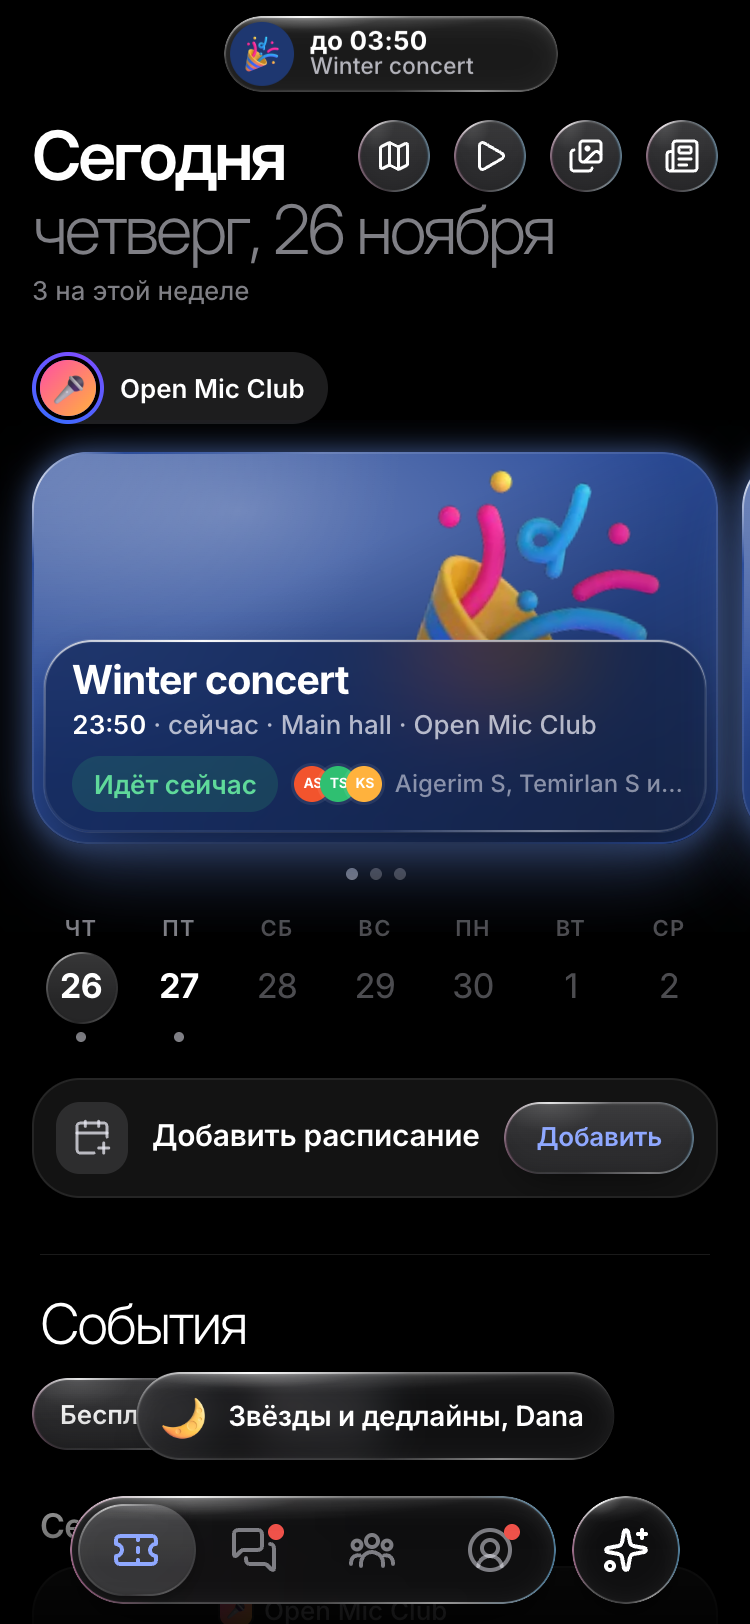 до 03:50
Winter concert
Сегодня
четверг, 26 ноября
3 на этой неделе
Open Mic Club
Winter concert
23:50 · сейчас · Main hall · Open Mic Club
Идёт сейчас
AS TS KS
Aigerim S, Temirlan S и...
ЧТ ПТ СБ ВС ПН ВТ СР
26 27 28 29 30 1 2
Добавить расписание
Добавить
События
Беспл
Звёзды и дедлайны, Dana
Се
Open Mic Club